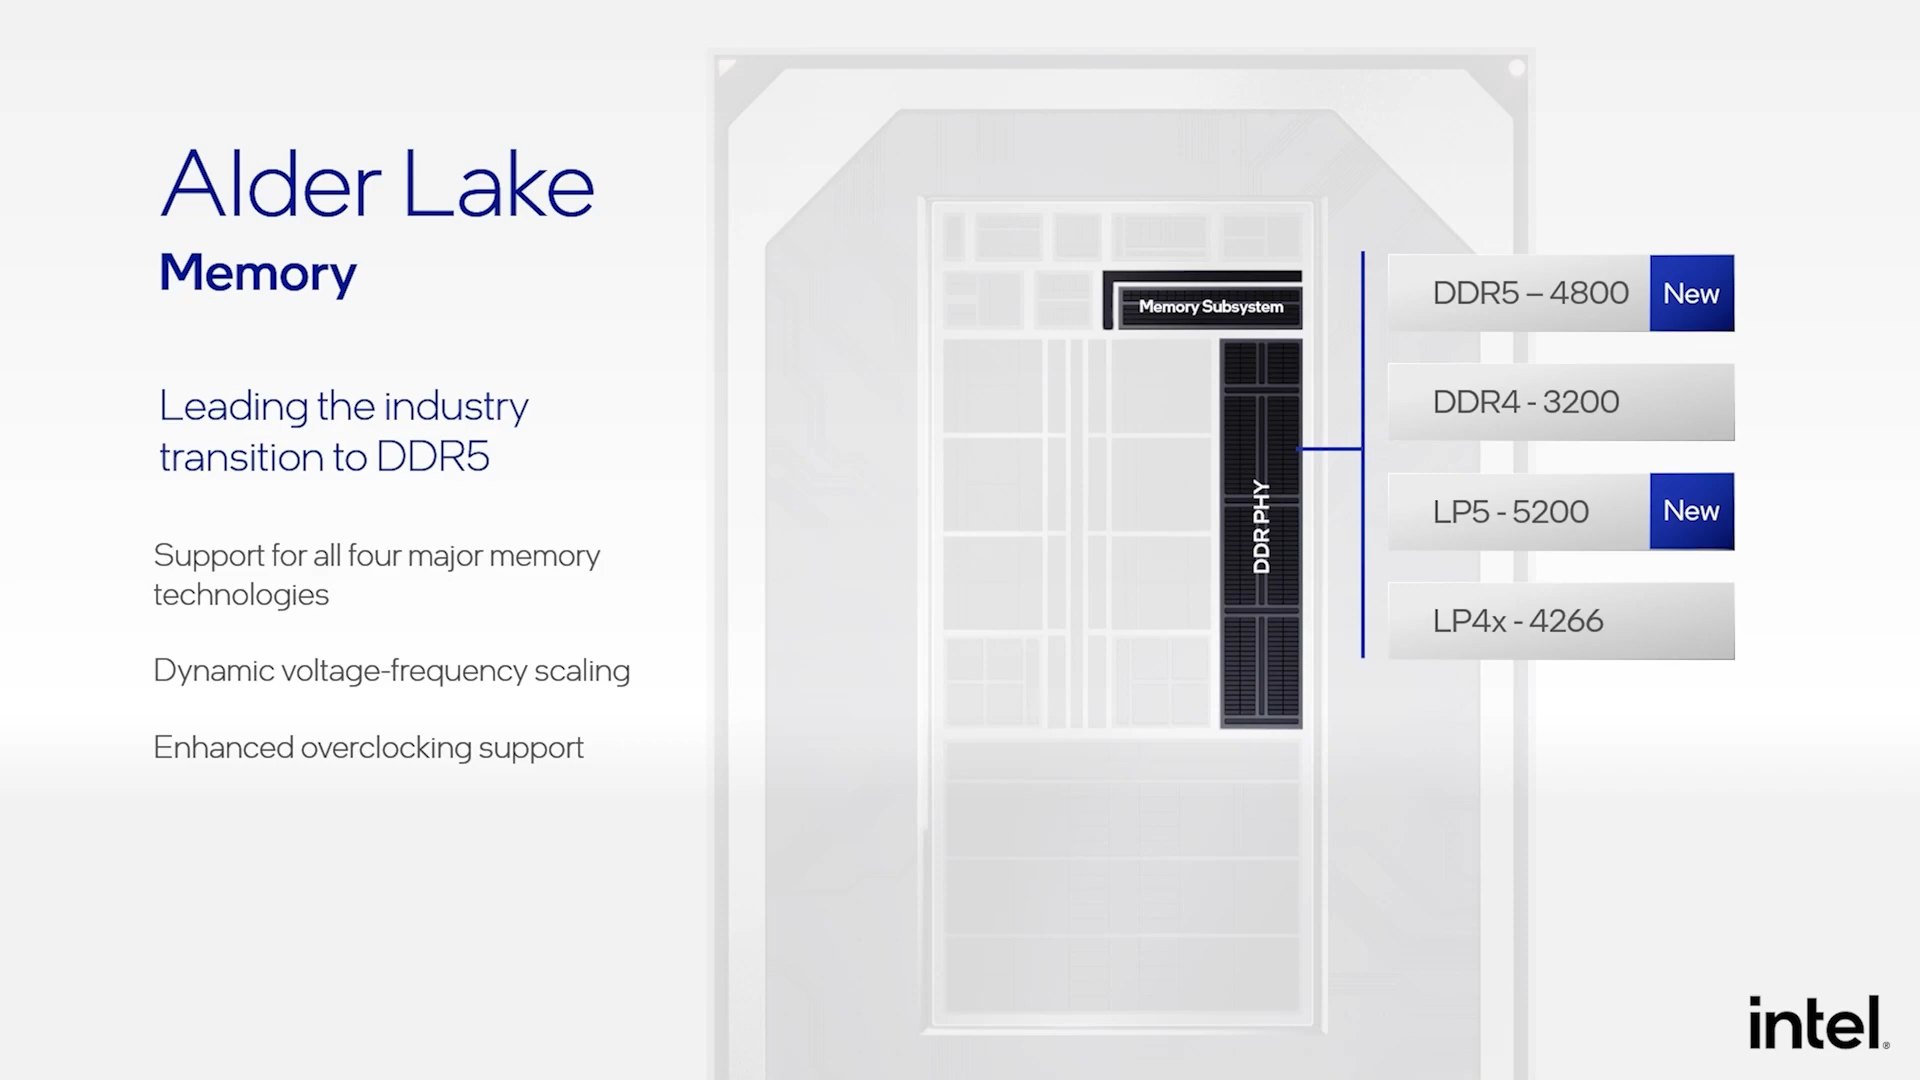 Alder Lake
Memory
Leading the industry
transition to DDR5
Support for all four major memory
technologies
Dynamic voltage-frequency scaling
Enhanced overclocking support
Memory Subsystem
DDR PHY
DDR5 – 4800 New
DDR4 - 3200
LP5 - 5200 New
LP4x - 4266
intel®